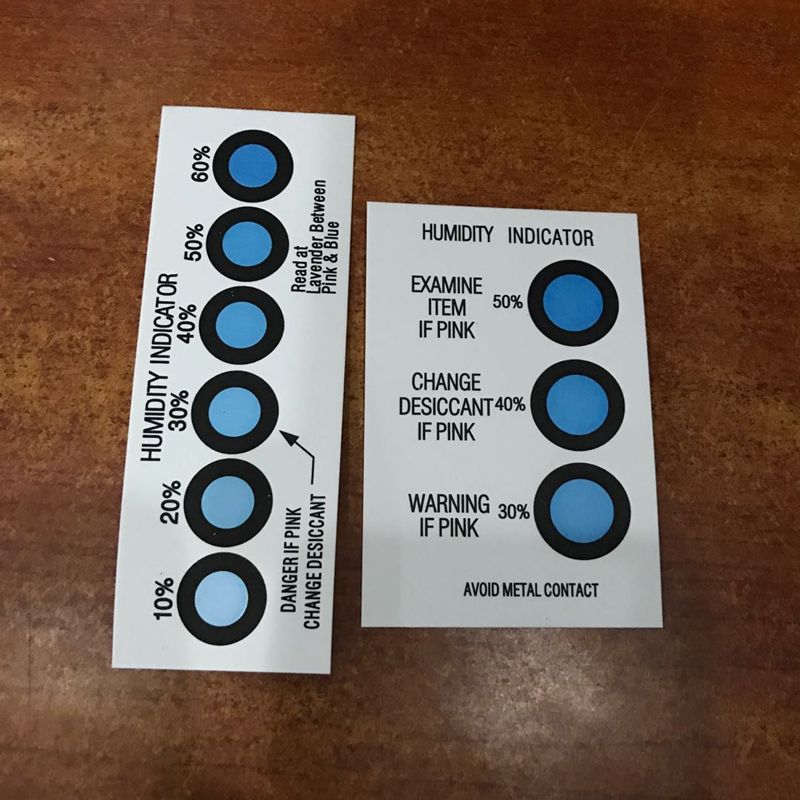 HUMIDITY INDICATOR
60%
50%
40%
30%
20%
10%
Read at
Lavender Between
Pink & Blue
DANGER IF PINK
CHANGE DESICCANT
HUMIDITY INDICATOR
EXAMINE
ITEM
IF PINK
50%
CHANGE
DESICCANT
IF PINK
40%
WARNING
IF PINK
30%
AVOID METAL CONTACT